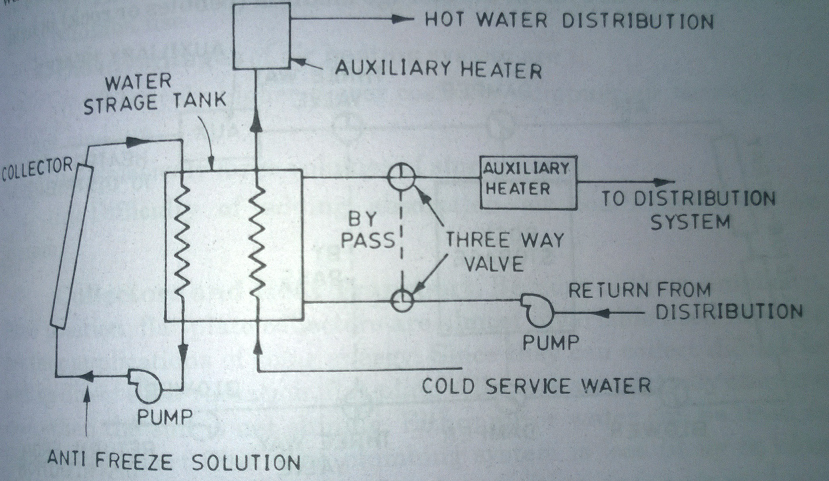 HOT WATER DISTRIBUTION
AUXILIARY HEATER
WATER
STRAGE TANK
COLLECTOR
AUXILIARY
HEATER
TO DISTRIBUTION
SYSTEM
BY
PASS
THREE WAY
VALVE
RETURN FROM
DISTRIBUTION
PUMP
COLD SERVICE WATER
PUMP
ANTI FREEZE SOLUTION